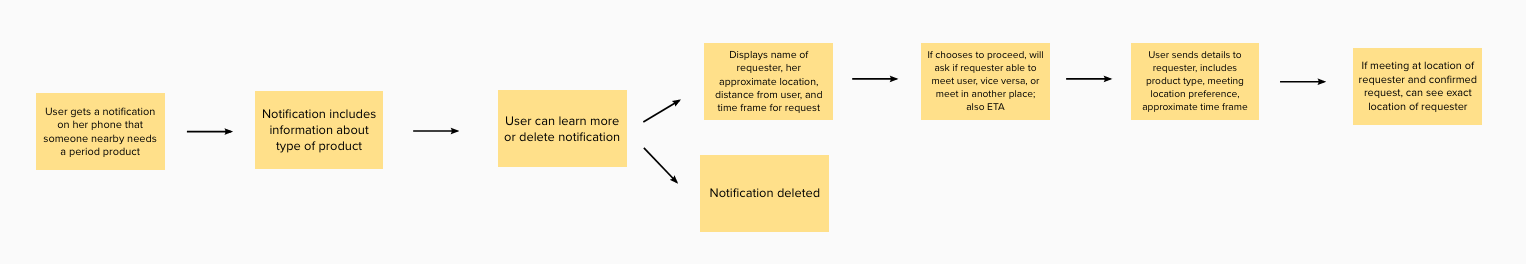 User gets a notification
on her phone that
someone nearby needs
a period product
Notification includes
information about
type of product
User can learn more
or delete notification
Displays name of
requester, her
approximate location,
distance from user, and
time frame for request
If chooses to proceed, will
ask if requester able to
meet user, vice versa, or
meet in another place;
also ETA
User sends details to
requester, includes
product type, meeting
location preference,
approximate time frame
If meeting at location of
requester and confirmed
request, can see exact
location of requester
Notification deleted